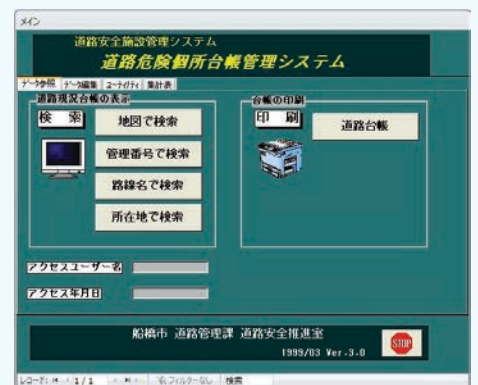 メイン
道路安全施設管理システム
道路危険個所台帳管理システム
データ参照 データ編集 ユーティリティ 集計表
道路現況台帳の表示
検 索
地図で検索
管理番号で検索
路線名で検索
所在地で検索
台帳の印刷
印 刷
道路台帳
アクセスユーザー名
アクセス年月日
船橋市 道路管理課 道路安全推進室
1999/03 Ver.3.0
STOP
レコード: 1/1 フィルターなし 検索